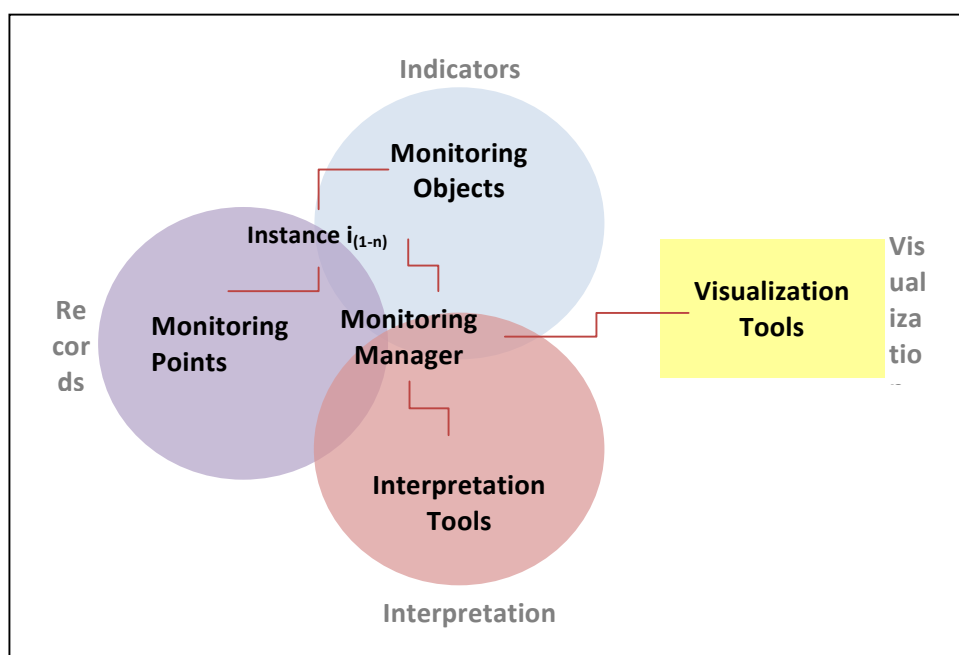 Indicators
Monitoring
Objects
Instance i(1-n)
Monitoring
Points
Re
cor
ds
Monitoring
Manager
Visualization
Tools
Vis
ual
iza
tio
Interpretation
Tools
Interpretation